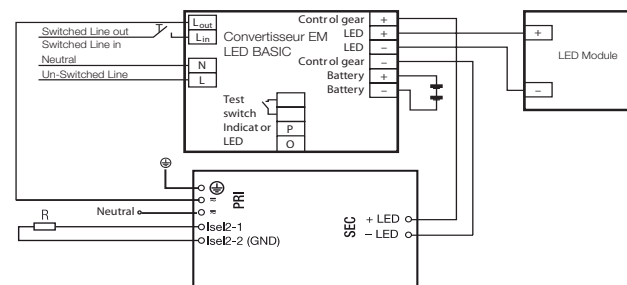 Switched Line out
Switched Line in
Neutral
Un-Switched Line
Lout
Lin
N
L
Convertisseur EM
LED BASIC
Control gear +
LED +
LED –
Control gear –
Battery +
Battery –
Test
switch
Indicator
LED
P
O
+
–
LED Module
=
Neutral
=
PRI
R
Isel2-1
Isel2-2 (GND)
SEC
+ LED
– LED